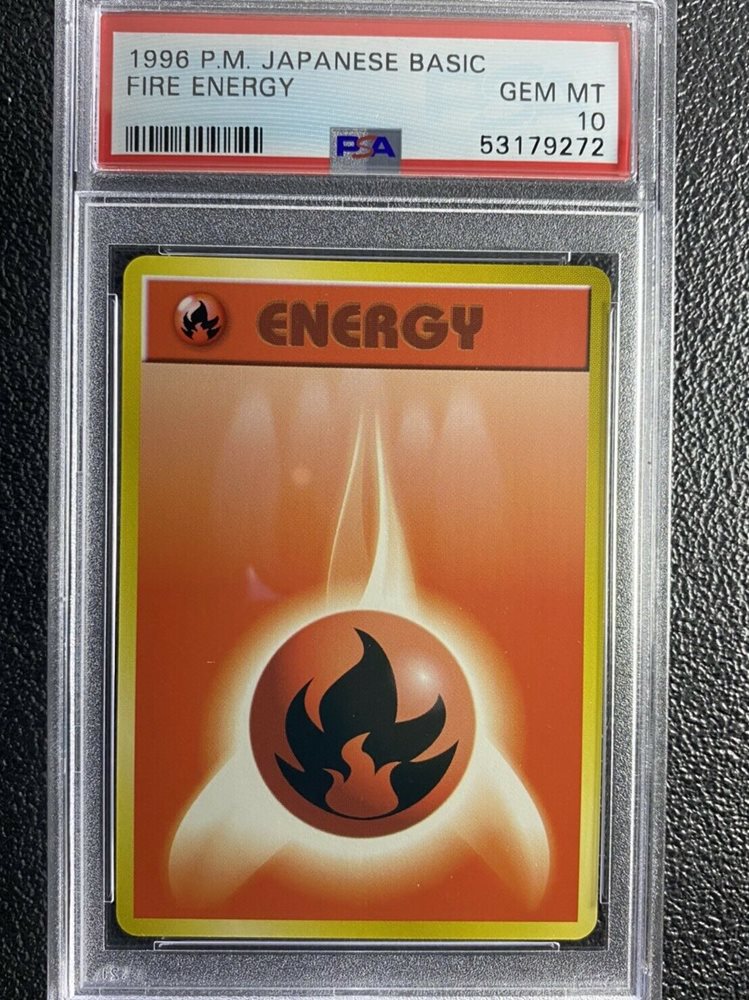 1996 P.M. JAPANESE BASIC
FIRE ENERGY
GEM MT
10
PSA
53179272
ENERGY